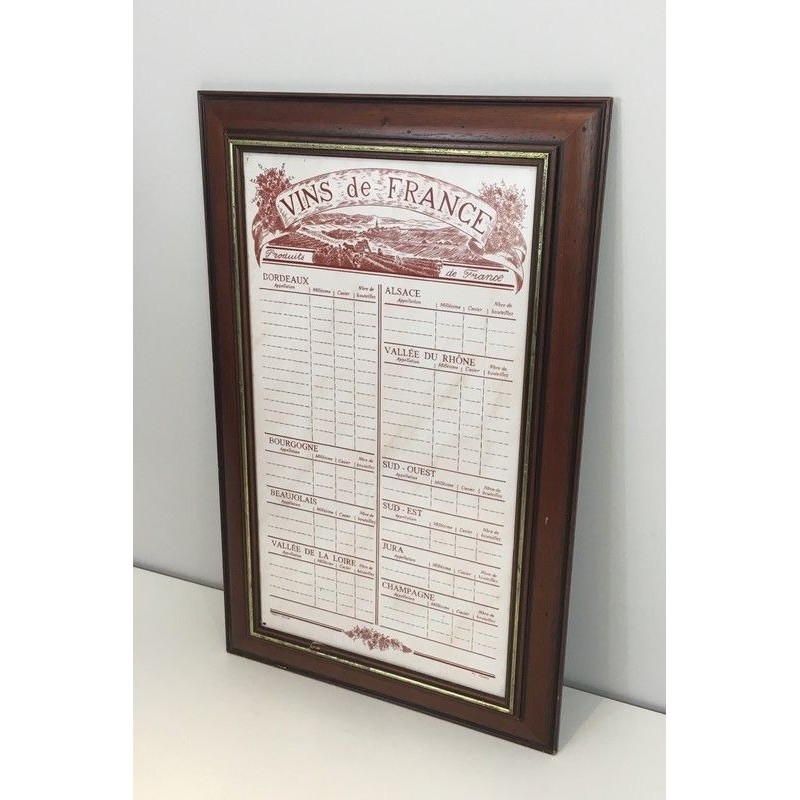 VINS de FRANCE
Produits de France
BORDEAUX
Appellation Millésime Casier Nbre de bouteilles
BOURGOGNE
Appellation Millésime Casier Nbre de bouteilles
BEAUJOLAIS
Appellation Millésime Casier Nbre de bouteilles
VALLÉE DE LA LOIRE
Appellation Millésime Casier Nbre de bouteilles
ALSACE
Appellation Millésime Casier Nbre de bouteilles
VALLÉE DU RHÔNE
Appellation Millésime Casier Nbre de bouteilles
SUD - OUEST
Appellation Millésime Casier Nbre de bouteilles
SUD - EST
Appellation Millésime Casier Nbre de bouteilles
JURA
Appellation Millésime Casier Nbre de bouteilles
CHAMPAGNE
Appellation Millésime Casier Nbre de bouteilles